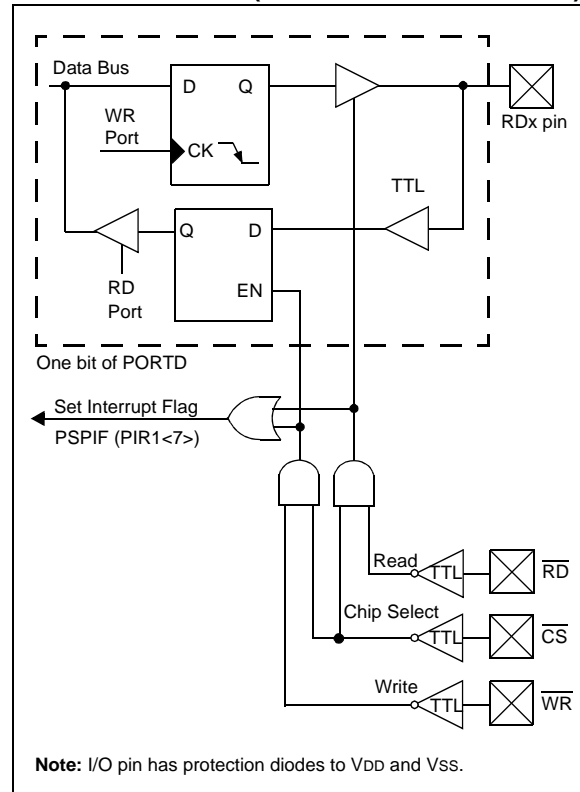 Data Bus
D Q
WR
Port
CK
RDx pin
TTL
Q D
EN
RD
Port
One bit of PORTD
Set Interrupt Flag
PSPIF (PIR1<7>)
Read
TTL
RD
Chip Select
TTL
CS
Write
TTL
WR
Note: I/O pin has protection diodes to VDD and VSS.